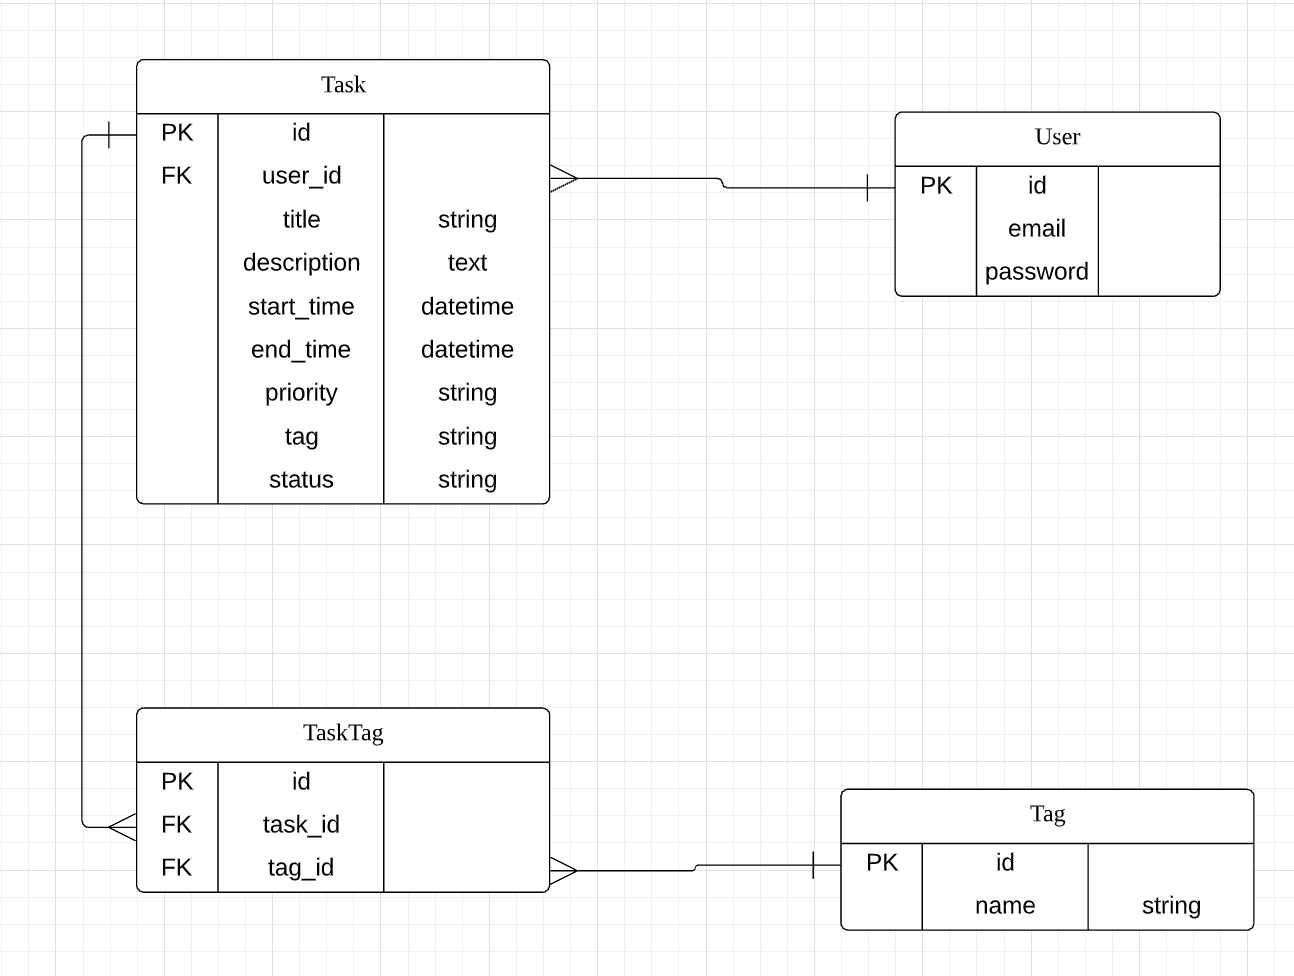 Task
PK id
FK user_id
title string
description text
start_time datetime
end_time datetime
priority string
tag string
status string
User
PK id
email
password
TaskTag
PK id
FK task_id
FK tag_id
Tag
PK id
name string